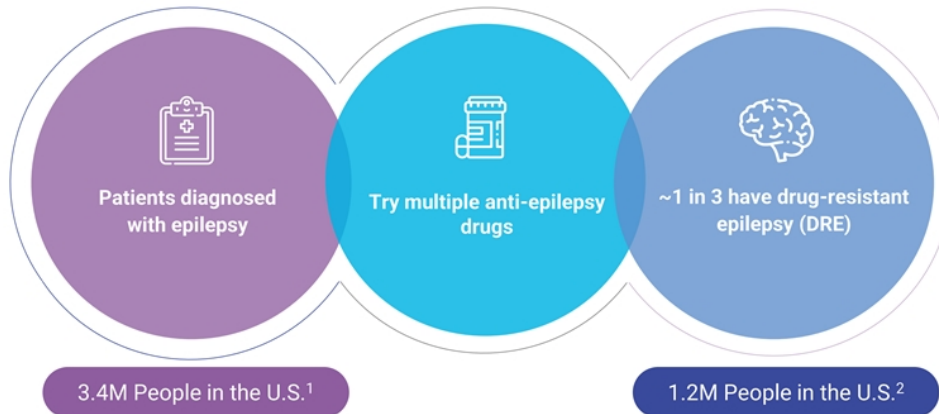 Patients diagnosed
with epilepsy
Try multiple anti-epilepsy
drugs
~1 in 3 have drug-resistant
epilepsy (DRE)
3.4M People in the U.S.¹
1.2M People in the U.S.²